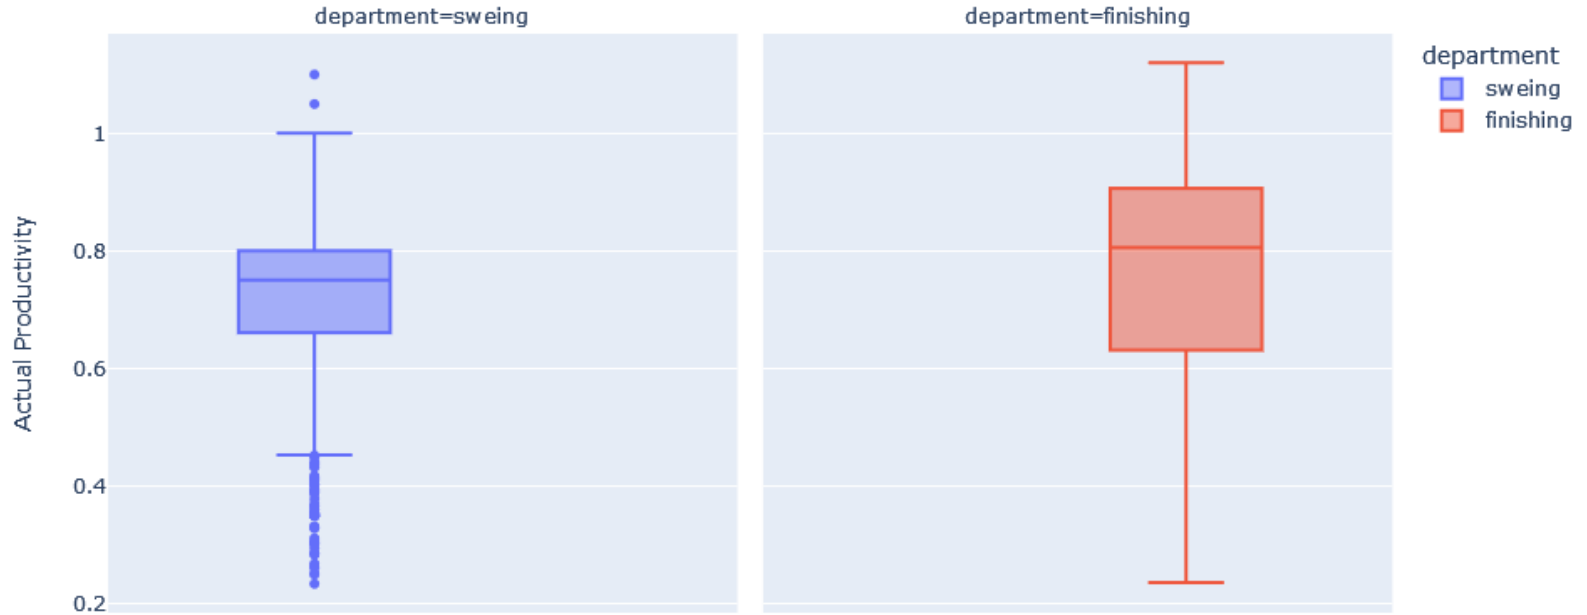 department=sweing
department=finishing
department
sweing
finishing
Actual Productivity
1
0.8
0.6
0.4
0.2